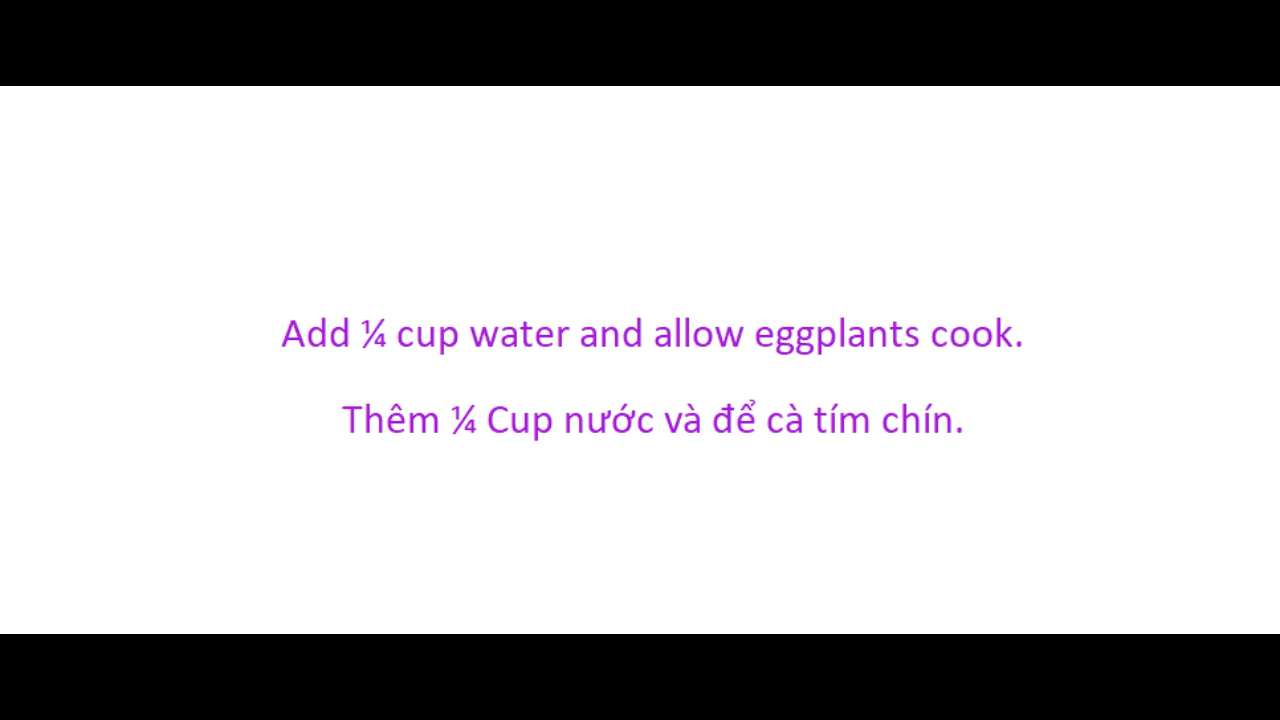 Add ¼ cup water and allow eggplants cook.
Thêm ¼ Cup nước và để cà tím chín.